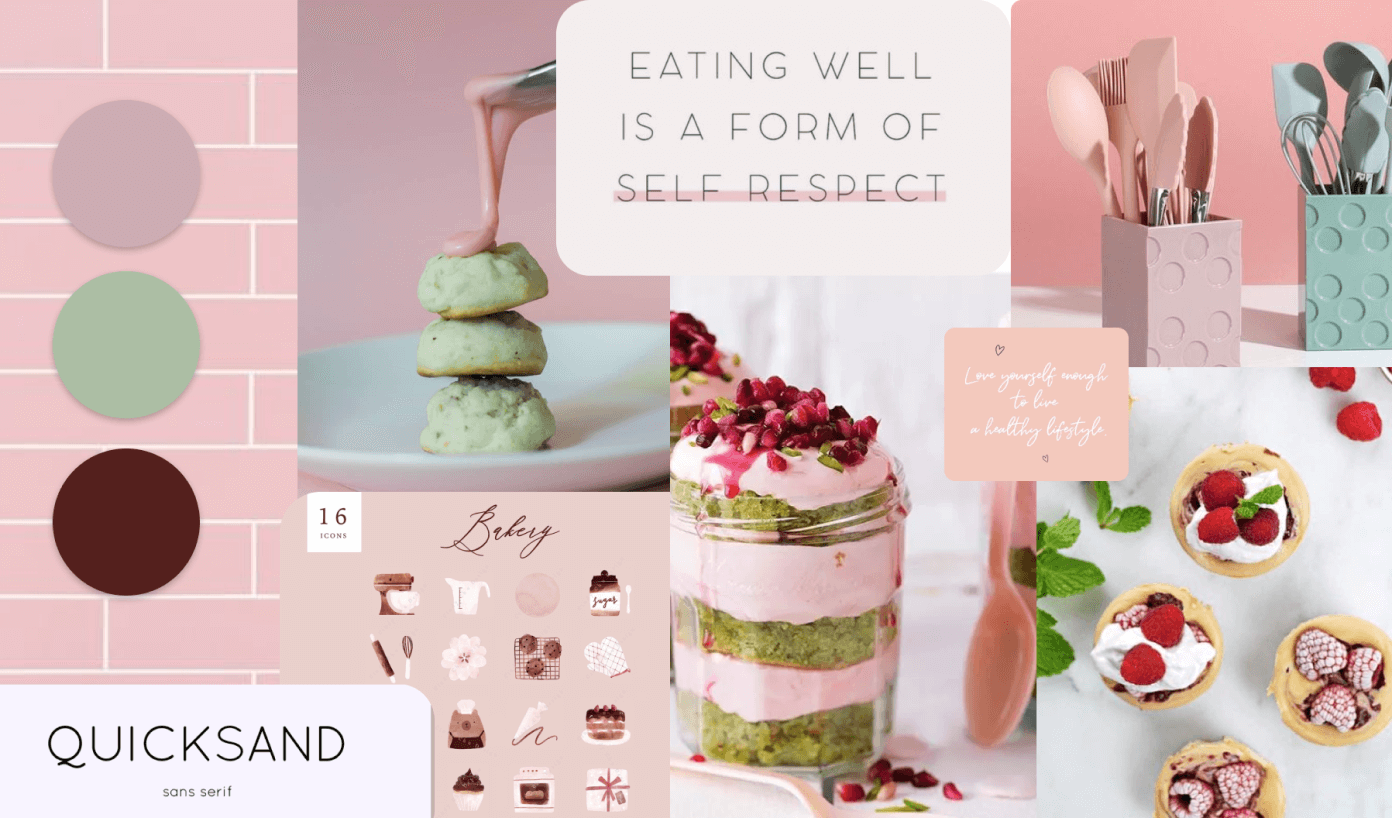 EATING WELL
IS A FORM OF
SELF RESPECT
Love yourself enough
to live
a healthy lifestyle.
16
ICONS
Bakery
sugar
QUICKSAND
sans serif